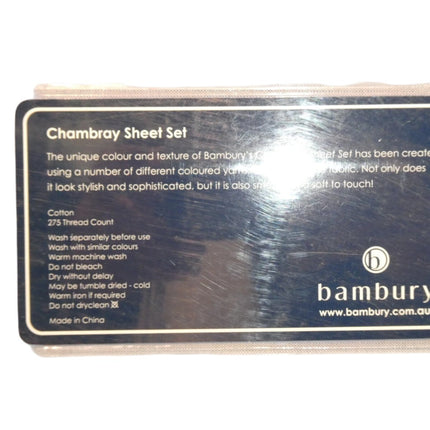 Chambray Sheet Set
The unique colour and texture of Bambury's Sheet Set has been create
using a number of different coloured yarn fabric. Not only does
it look stylish and sophisticated, but it is also and soft to touch!
Cotton
275 Thread Count
Wash separately before use
Wash with similar colours
Warm machine wash
Do not bleach
Dry without delay
May be tumble dried - cold
Warm iron if required
Do not dryclean
Made in China
b
bambury
www.bambury.com.au